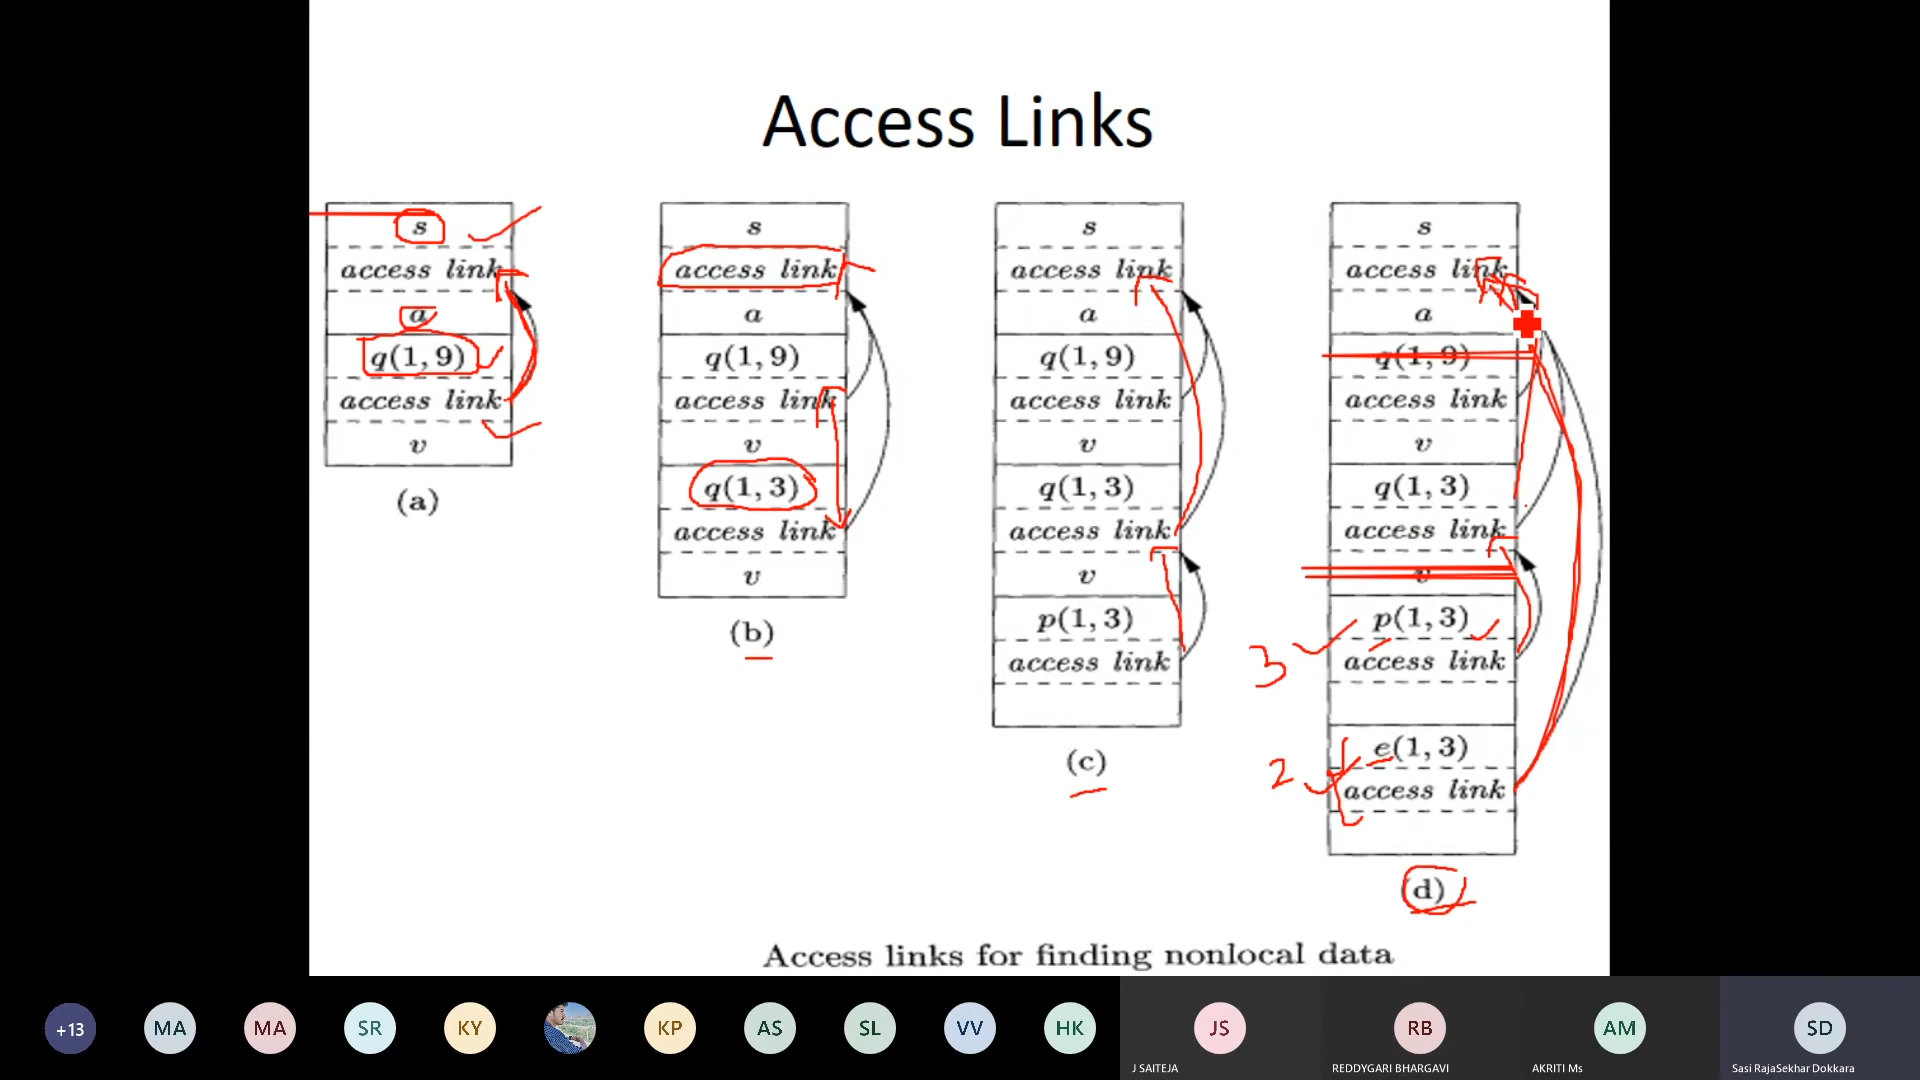 Access Links
s
access link
a
q(1, 9)
access link
v
(a)
s
access link
a
q(1, 9)
access link
v
q(1, 3)
access link
v
(b)
s
access link
a
q(1, 9)
access link
v
q(1, 3)
access link
v
p(1, 3)
access link
(c)
s
access link
a
q(1, 9)
access link
v
q(1, 3)
access link
v
3
p(1, 3)
access link
2
e(1, 3)
access link
(d)
Access links for finding nonlocal data
+13
MA
MA
SR
KY
KP
AS
SL
VV
HK
JS
J SAITEJA
RB
REDDYGARI BHARGAVI
AM
AKRITI Ms
SD
Sasi RajaSekhar Dokkara